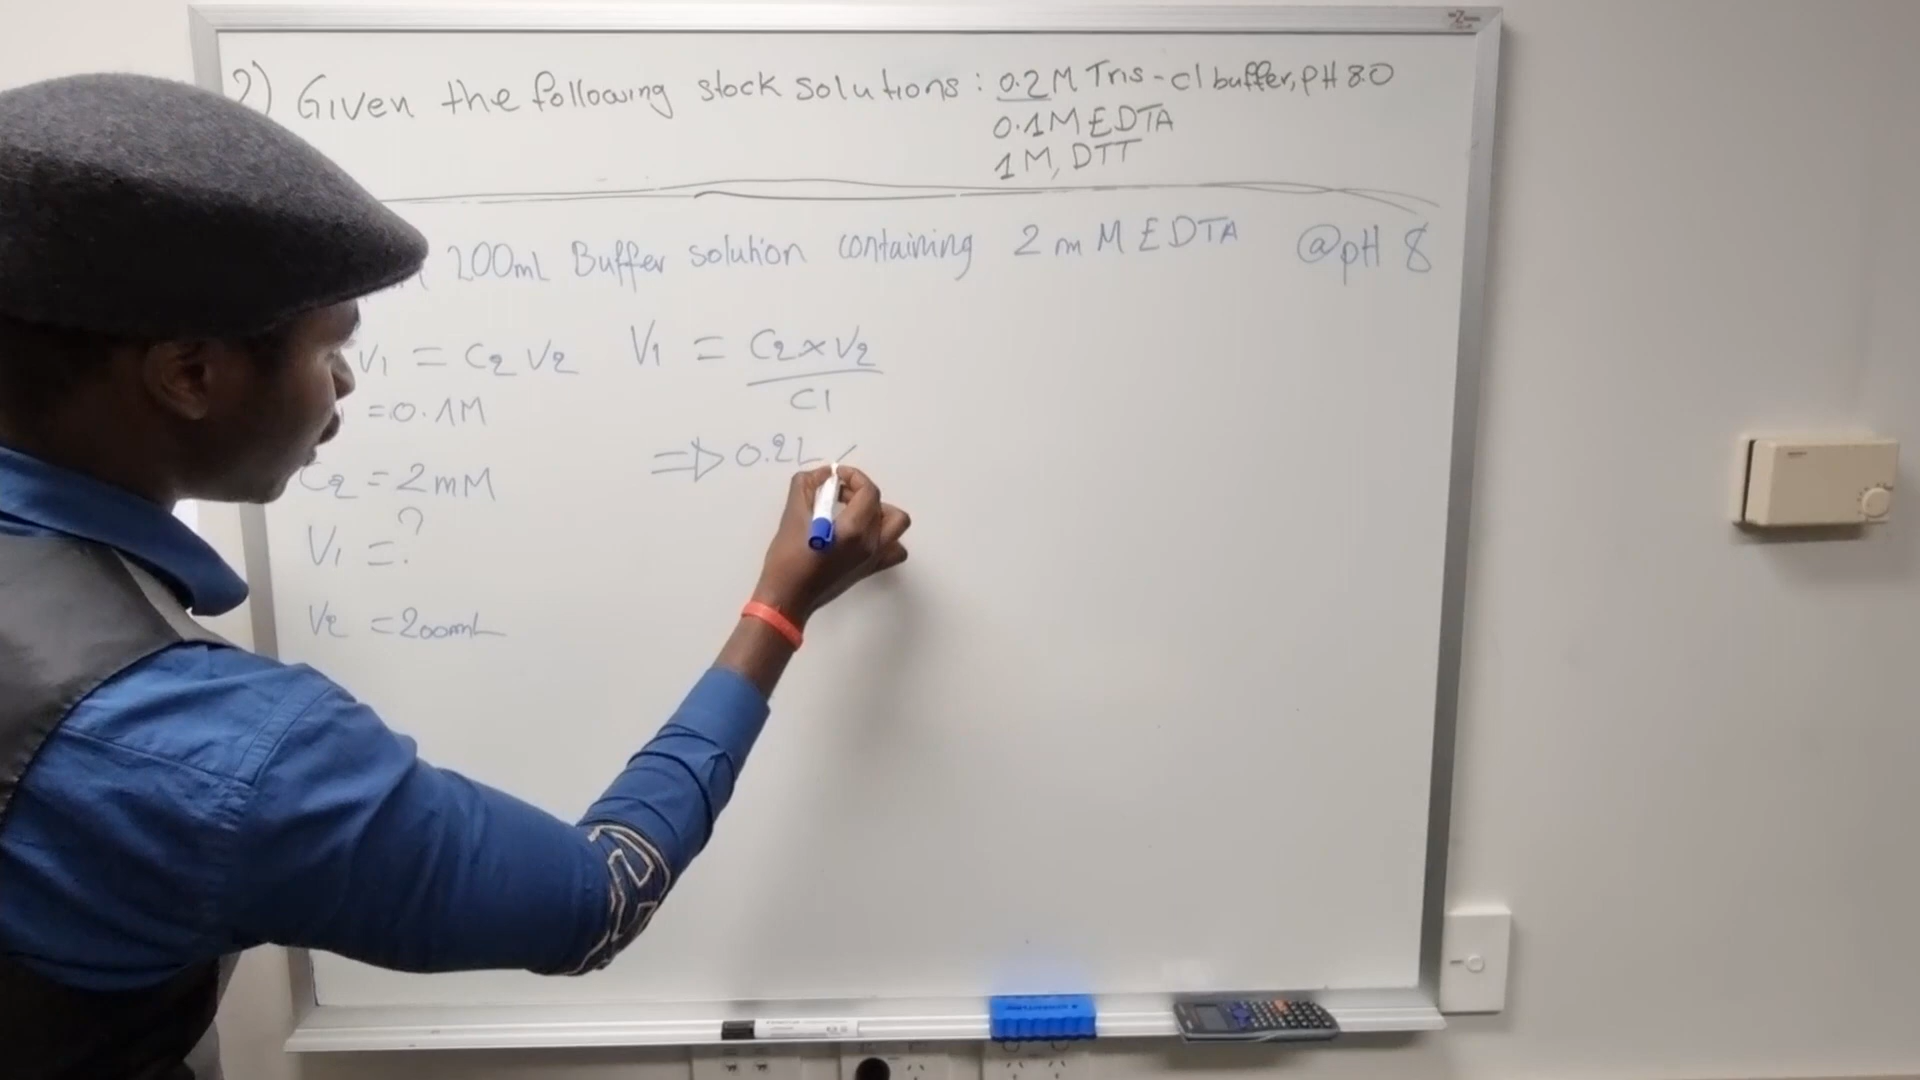 2) Given the following stock solutions : 0.2M Tris-cl buffer, pH 8.0
0.1M EDTA
1M, DTT
200mL Buffer solution containing 2mM EDTA @pH 8
V1 = C2 V2
= 0.1M
C2 = 2mM
V1 = ?
V2 = 200mL
V1 = C2 x V2
C1
=> 0.2L